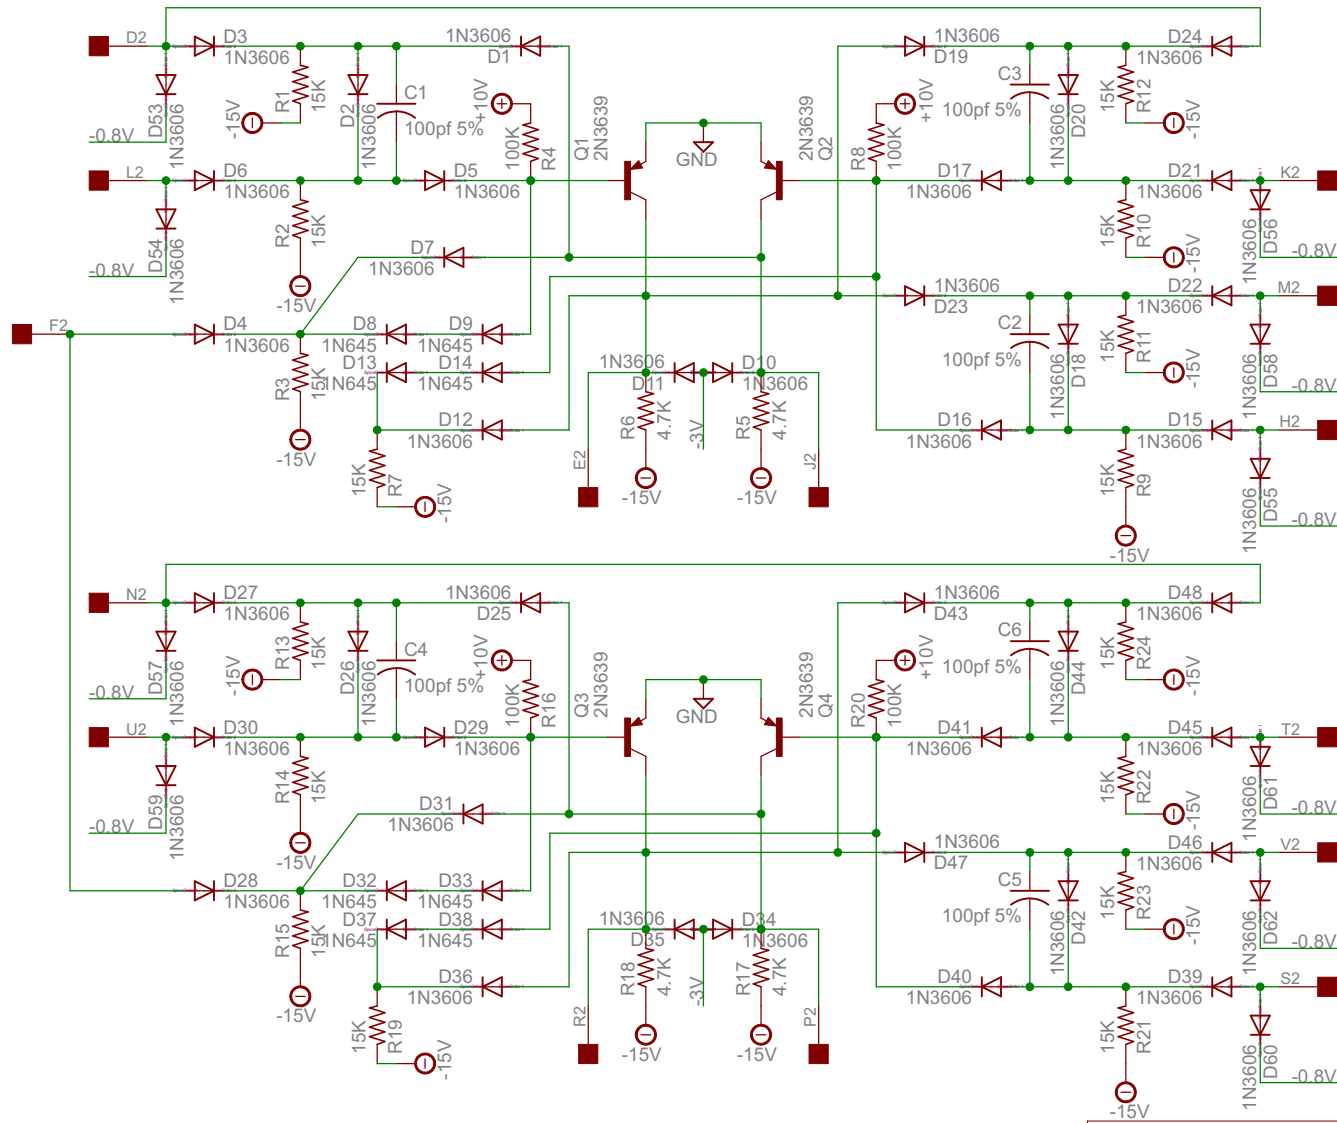 D2
D3
1N3606
D53
1N3606
-0.8V
R1
15K
-15V
D2
1N3606
C1
100pf 5%
1N3606
D1
+10V
100K
R4
Q1
2N3639
GND
2N3639
Q2
R8
100K
+10V
1N3606
D19
C3
100pf 5%
D20
1N3606
R12
15K
-15V
D24
1N3606
L2
D6
1N3606
D54
1N3606
-0.8V
R2
15K
-15V
D5
1N3606
D17
1N3606
R10
15K
-15V
D21
1N3606
K2
D56
1N3606
-0.8V
D7
1N3606
1N3606
D23
C2
100pf 5%
D18
1N3606
R11
15K
-15V
D22
1N3606
M2
D58
1N3606
-0.8V
F2
D4
1N3606
R3
15K
-15V
D8
1N645
D9
1N645
D13
1N645
D14
1N645
D12
1N3606
R7
15K
-15V
1N3606
D11
D10
1N3606
R6
4.7K
-3V
R5
4.7K
-15V
-15V
E2
J2
D16
1N3606
R9
15K
-15V
D15
1N3606
H2
D55
1N3606
-0.8V
N2
D27
1N3606
D57
1N3606
-0.8V
R13
15K
-15V
D26
1N3606
C4
100pf 5%
1N3606
D25
+10V
100K
R16
Q3
2N3639
GND
2N3639
Q4
R20
100K
+10V
1N3606
D43
C6
100pf 5%
D44
1N3606
R24
15K
-15V
D48
1N3606
U2
D30
1N3606
D59
1N3606
-0.8V
R14
15K
-15V
D29
1N3606
D41
1N3606
R22
15K
-15V
D45
1N3606
T2
D61
1N3606
-0.8V
D31
1N3606
1N3606
D47
C5
100pf 5%
D42
1N3606
R23
15K
-15V
D46
1N3606
V2
D62
1N3606
-0.8V
D28
1N3606
R15
15K
-15V
D32
1N645
D33
1N645
D37
1N645
D38
1N645
D36
1N3606
R19
15K
-15V
1N3606
D35
D34
1N3606
R18
4.7K
-3V
R17
4.7K
-15V
-15V
R2
P2
D40
1N3606
R21
15K
-15V
D39
1N3606
S2
D60
1N3606
-0.8V